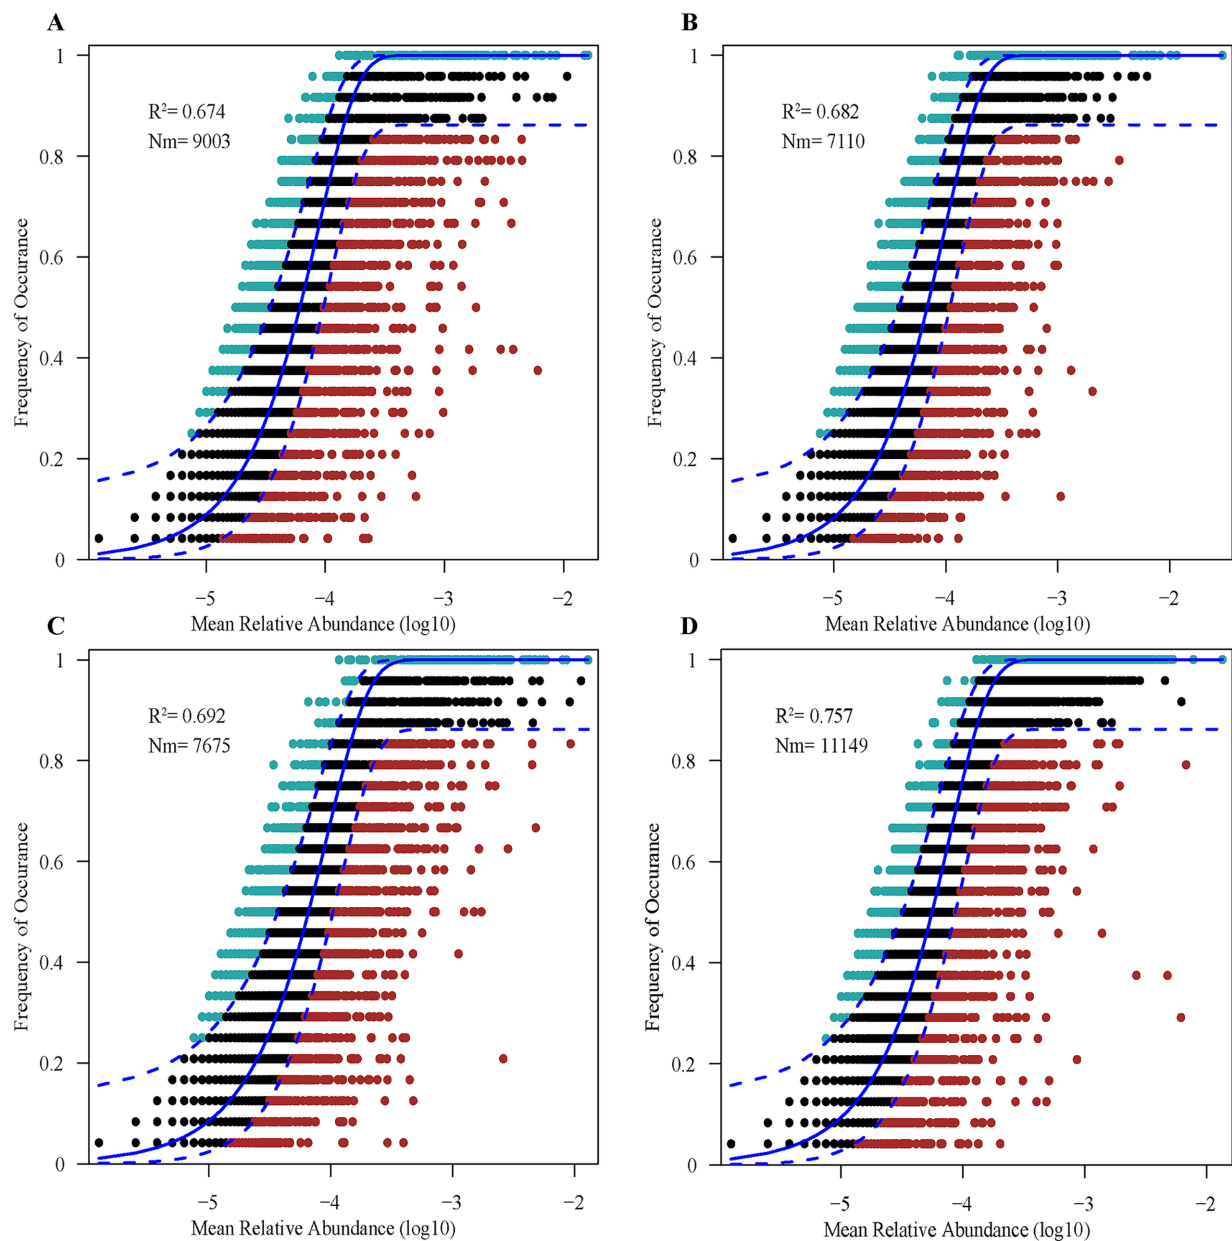 A
R²= 0.674
Nm= 9003
1
0.8
0.6
0.4
0.2
0
Frequency of Occurance
−5 −4 −3 −2
Mean Relative Abundance (log10)
B
R²= 0.682
Nm= 7110
1
0.8
0.6
0.4
0.2
0
Frequency of Occurance
−5 −4 −3 −2
Mean Relative Abundance (log10)
C
R²= 0.692
Nm= 7675
1
0.8
0.6
0.4
0.2
0
Frequency of Occurance
−5 −4 −3 −2
Mean Relative Abundance (log10)
D
R²= 0.757
Nm= 11149
1
0.8
0.6
0.4
0.2
0
Frequency of Occurance
−5 −4 −3 −2
Mean Relative Abundance (log10)